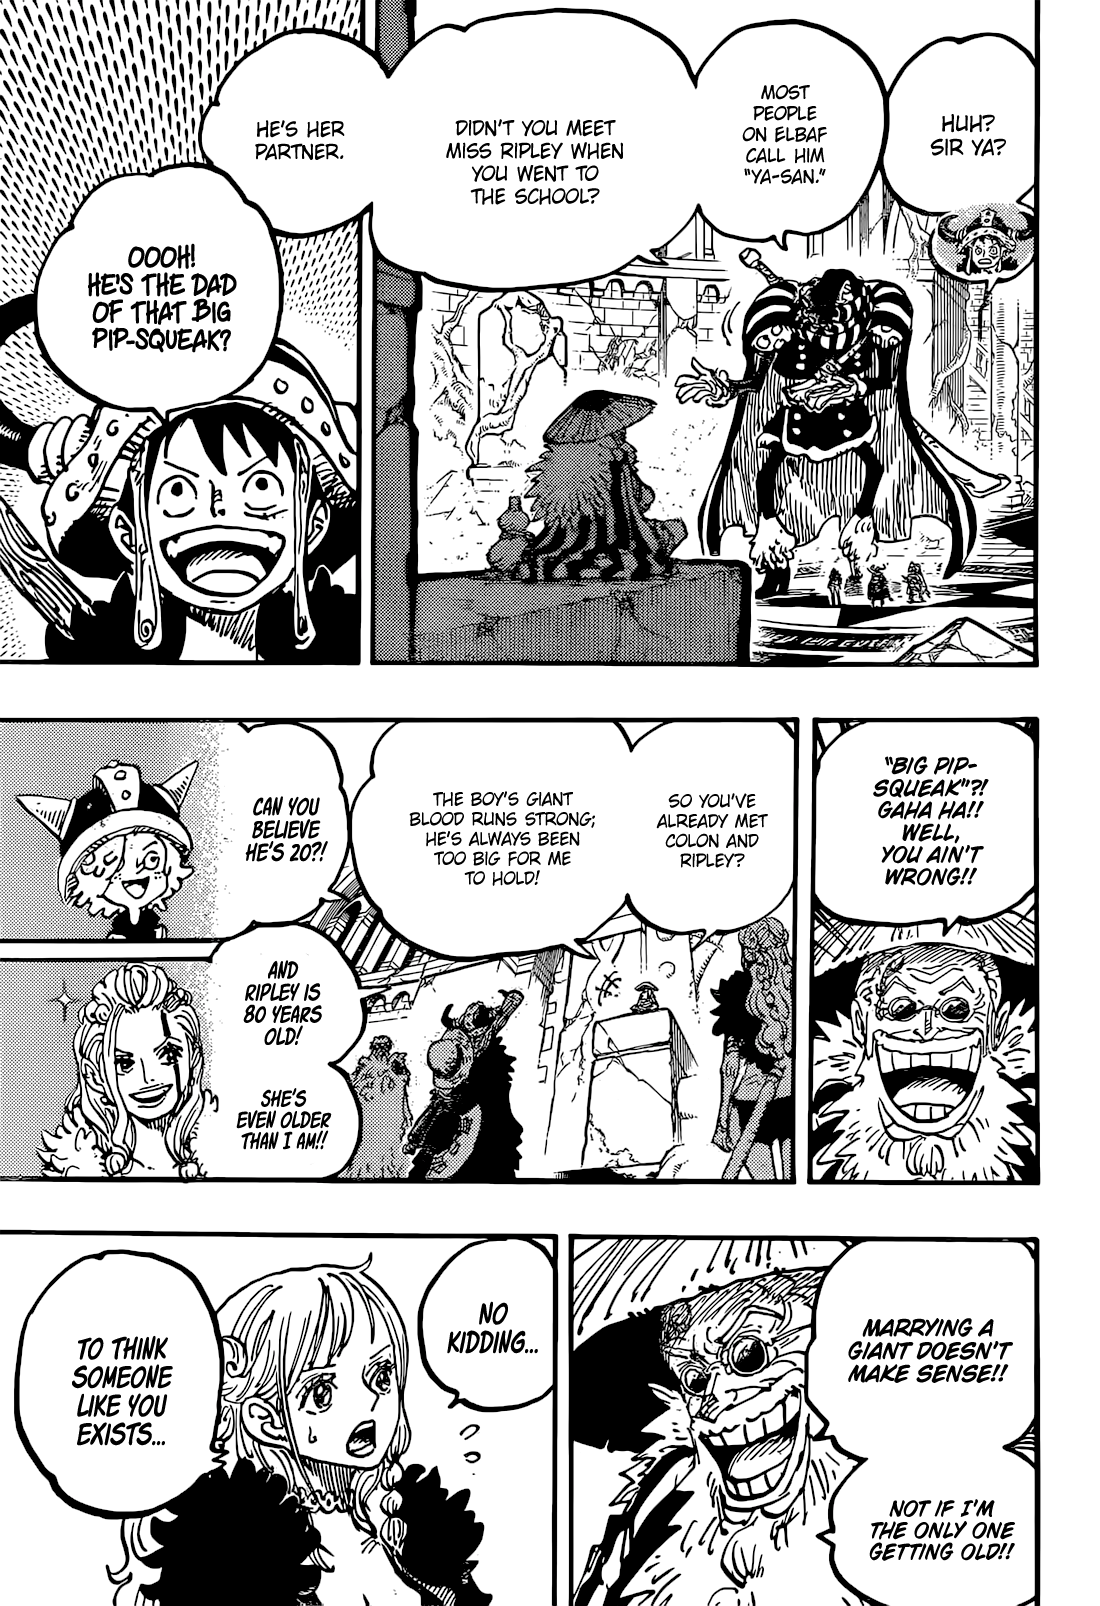 HUH?
SIR YA?
MOST
PEOPLE
ON ELBAF
CALL HIM
"YA-SAN."
DIDN'T YOU MEET
MISS RIPLEY WHEN
YOU WENT TO
THE SCHOOL?
HE'S HER
PARTNER.
OOOH!
HE'S THE DAD
OF THAT BIG
PIP-SQUEAK?
"BIG PIP-
SQUEAK"?!
GAHA HA!!
WELL,
YOU AIN'T
WRONG!!
SO YOU'VE
ALREADY MET
COLON AND
RIPLEY?
THE BOY'S GIANT
BLOOD RUNS STRONG;
HE'S ALWAYS BEEN
TOO BIG FOR ME
TO HOLD!
CAN YOU
BELIEVE
HE'S 20?!
AND
RIPLEY IS
80 YEARS
OLD!
SHE'S
EVEN OLDER
THAN I AM!!
MARRYING A
GIANT DOESN'T
MAKE SENSE!!
NOT IF I'M
THE ONLY ONE
GETTING OLD!!
NO
KIDDING...
TO THINK
SOMEONE
LIKE YOU
EXISTS...